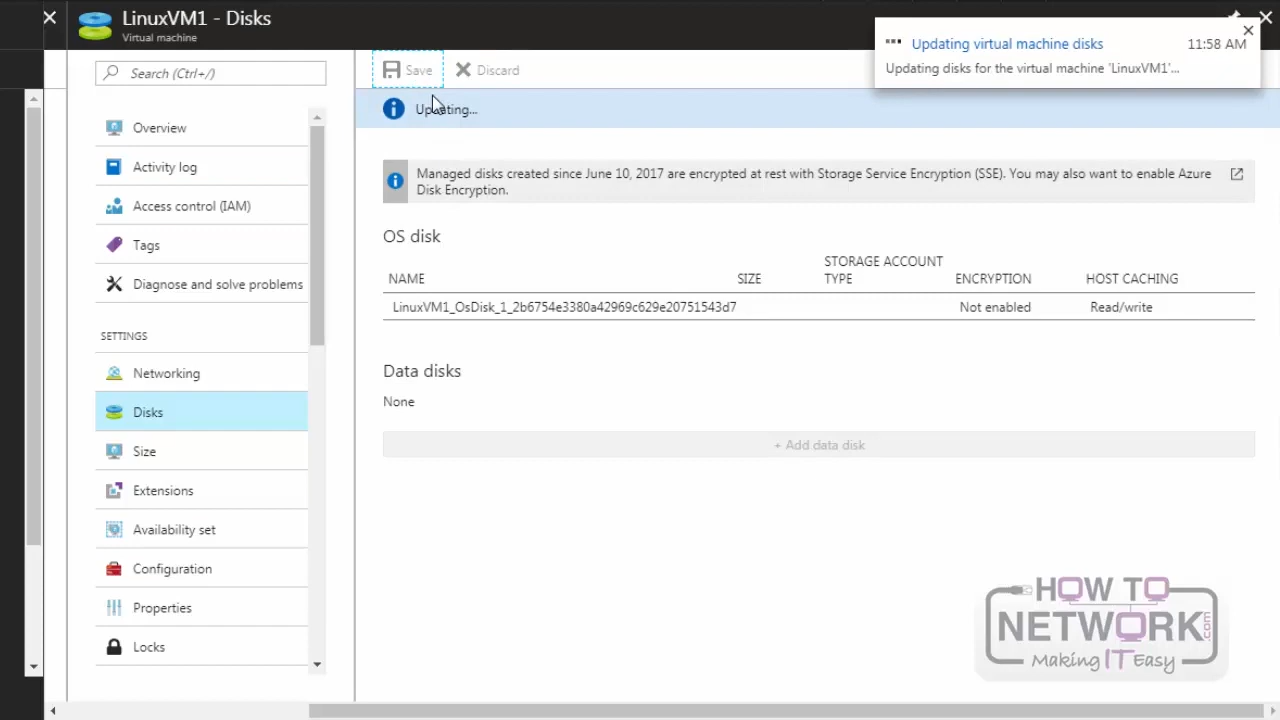 LinuxVM1 - Disks
Virtual machine
Search (Ctrl+/)
Overview
Activity log
Access control (IAM)
Tags
Diagnose and solve problems
SETTINGS
Networking
Disks
Size
Extensions
Availability set
Configuration
Properties
Locks
Save
Discard
Updating...
Updating virtual machine disks
11:58 AM
Updating disks for the virtual machine 'LinuxVM1'...
Managed disks created since June 10, 2017 are encrypted at rest with Storage Service Encryption (SSE). You may also want to enable Azure
Disk Encryption.
OS disk
NAME
SIZE
STORAGE ACCOUNT
TYPE
ENCRYPTION
HOST CACHING
LinuxVM1_OsDisk_1_2b6754e3380a42969c629e20751543d7
Not enabled
Read/write
Data disks
None
+ Add data disk
HOW TO
NETWORK.com
Making IT Easy